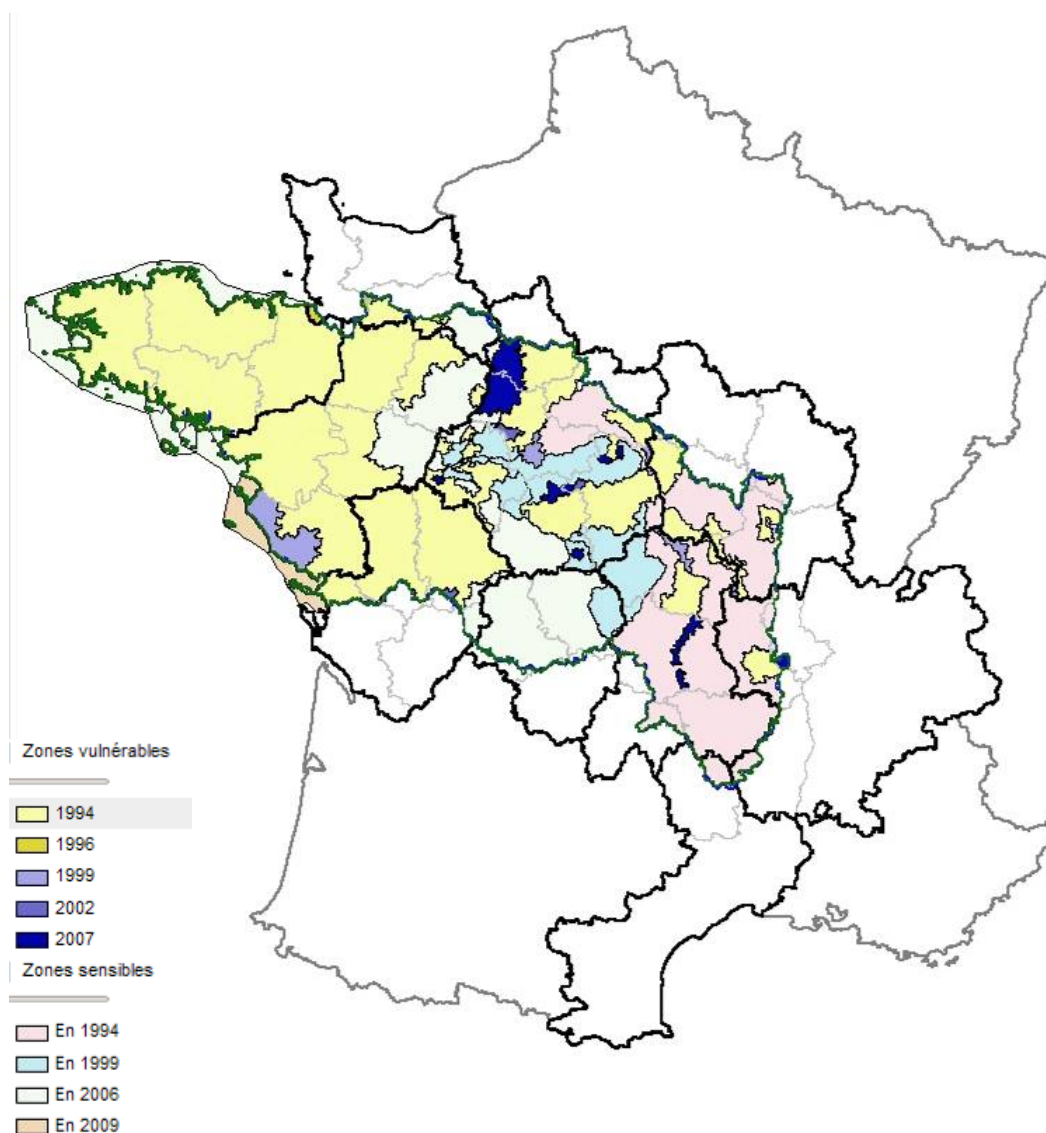 Zones vulnérables
1994
1996
1999
2002
2007
Zones sensibles
En 1994
En 1999
En 2006
En 2009